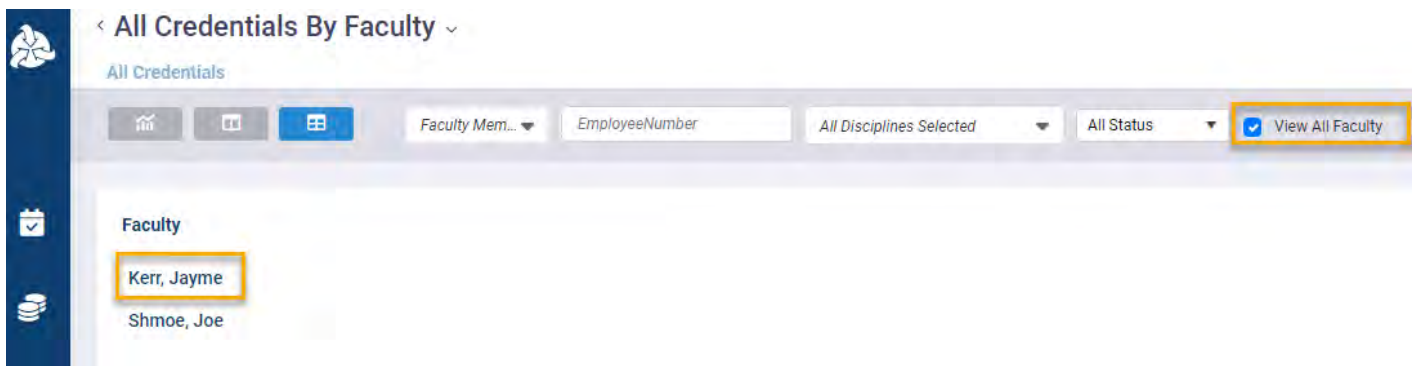 All Credentials By Faculty
All Credentials
Faculty Mem... EmployeeNumber All Disciplines Selected All Status View All Faculty
Faculty
Kerr, Jayme
Shmoe, Joe